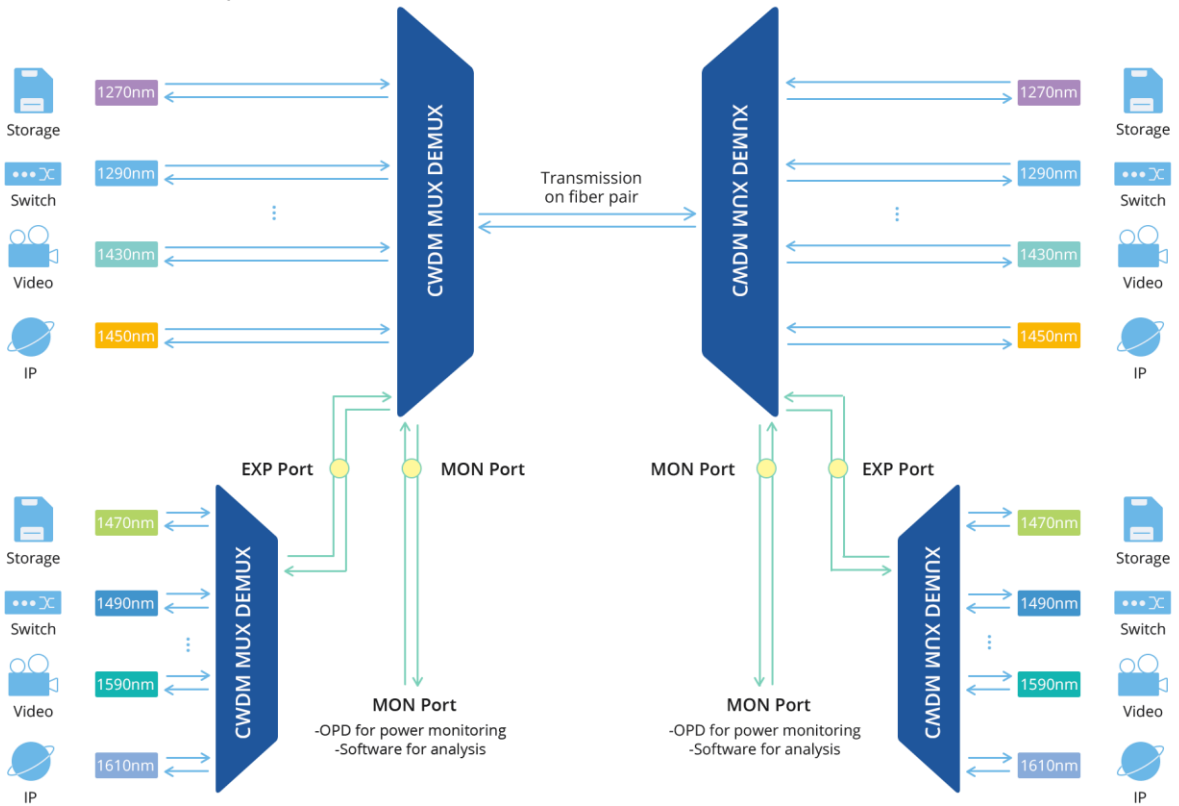 1270nm
1270nm
Storage
Storage
CWDM MUX DEMUX
CWDM MUX DEMUX
1290nm
1290nm
Switch
Switch
Transmission
on fiber pair
1430nm
1430nm
Video
Video
1450nm
1450nm
IP
IP
EXP Port
MON Port
MON Port
EXP Port
1470nm
1470nm
Storage
Storage
CWDM MUX DEMUX
CWDM MUX DEMUX
1490nm
1490nm
Switch
Switch
1590nm
1590nm
Video
Video
MON Port
-OPD for power monitoring
-Software for analysis
MON Port
-OPD for power monitoring
-Software for analysis
1610nm
1610nm
IP
IP